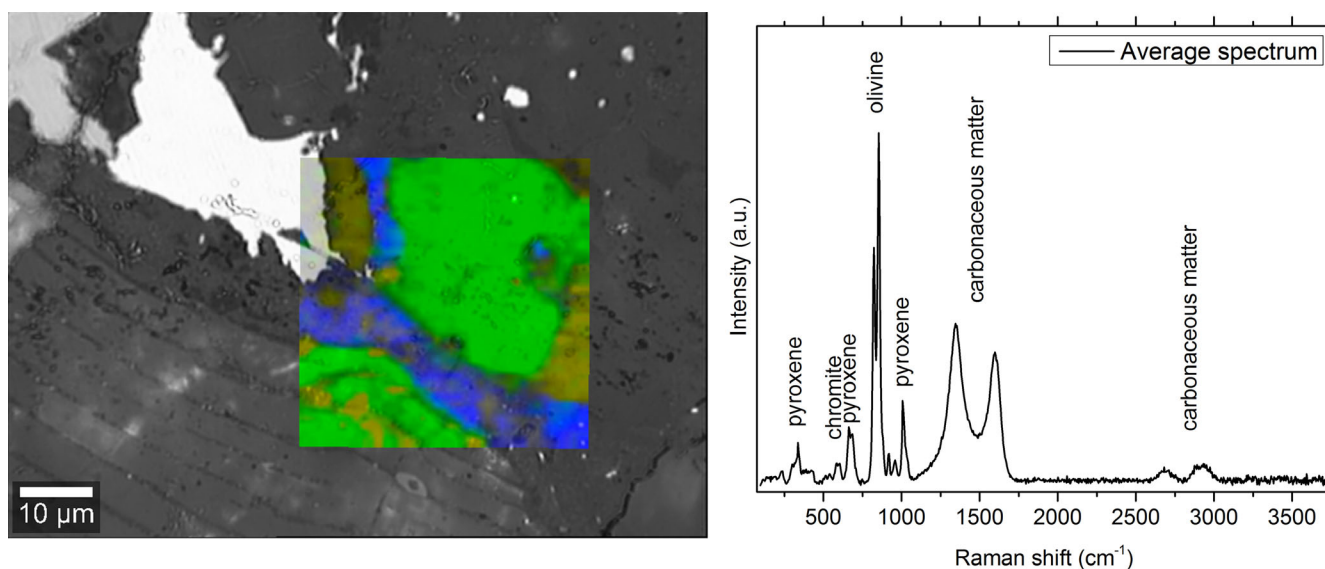 10 µm
Average spectrum
olivine
carbonaceous matter
pyroxene
chromite
pyroxene
pyroxene
carbonaceous matter
Intensity (a.u.)
500 1000 1500 2000 2500 3000 3500
Raman shift (cm⁻¹)